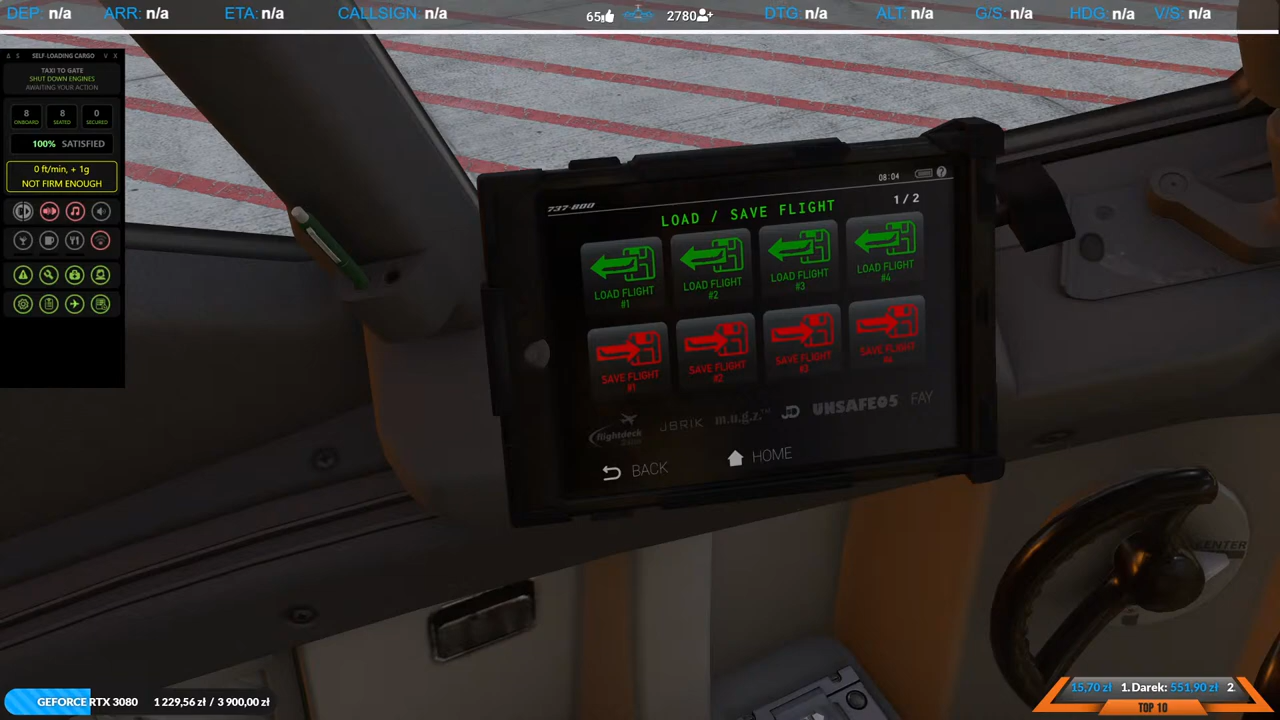 DEP: n/a ARR: n/a ETA: n/a CALLSIGN: n/a 65 2780 DTG: n/a ALT: n/a G/S: n/a HDG: n/a V/S: n/a
SELF-LOADING CARGO
TAXI TO GATE
SHUT DOWN ENGINES
AWAITING YOUR ACTION
8 8 0
ONBOARD SEATED SECURED
100% SATISFIED
0 ft/min, + 1g
NOT FIRM ENOUGH
08:04
737-800
LOAD / SAVE FLIGHT
1 / 2
LOAD FLIGHT #1
LOAD FLIGHT #2
LOAD FLIGHT #3
LOAD FLIGHT #4
SAVE FLIGHT #1
SAVE FLIGHT #2
SAVE FLIGHT #3
SAVE FLIGHT #4
flightdeck JBRIK m.u.g.z.™ JD UNSAFE05 FAY
BACK HOME
CENTER
GEFORCE RTX 3080 1 229,56 zł / 3 900,00 zł
15,70 zł 1. Darek: 551,90 zł 2
TOP 10